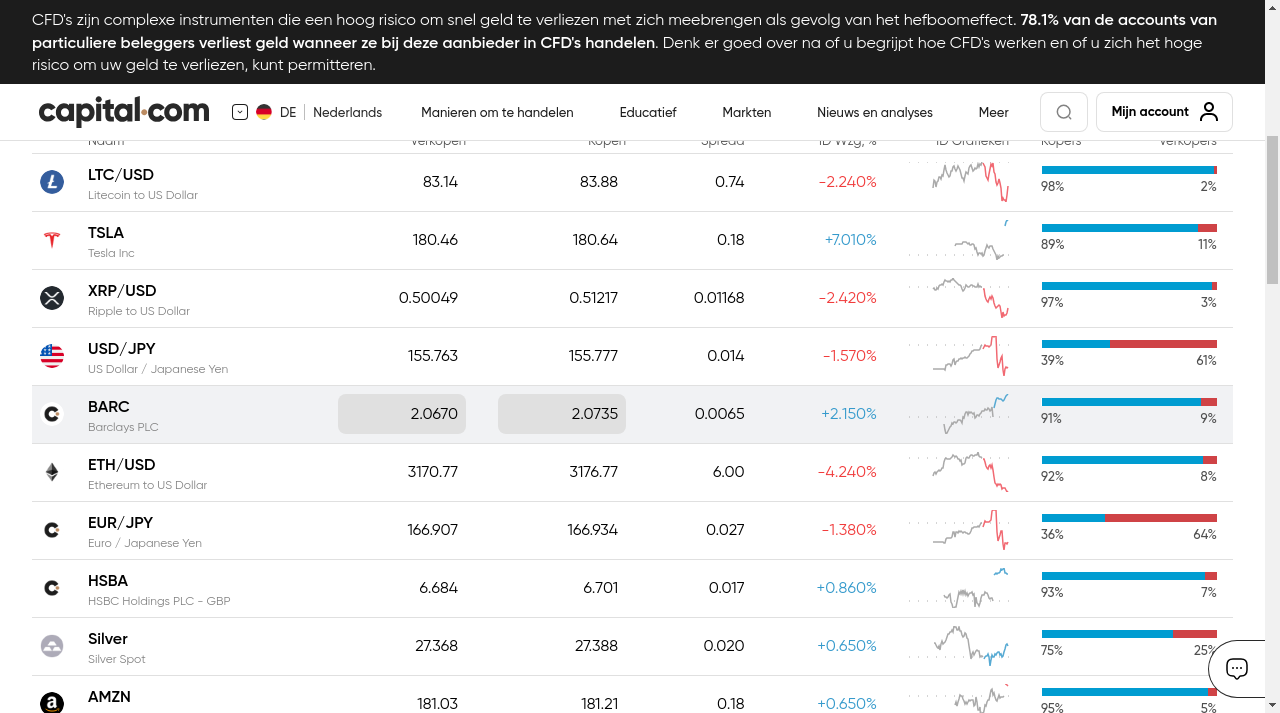 CFD's zijn complexe instrumenten die een hoog risico om snel geld te verliezen met zich meebrengen als gevolg van het hefboomeffect. 78.1% van de accounts van
particuliere beleggers verliest geld wanneer ze bij deze aanbieder in CFD's handelen. Denk er goed over na of u begrijpt hoe CFD's werken en of u zich het hoge
risico om uw geld te verliezen, kunt permitteren.
capital.com DE Nederlands Manieren om te handelen Educatief Markten Nieuws en analyses Meer Mijn account
Naam Verkopen Kopen Spread 1D Wzg, % 1D Grafieken Kopers Verkopers
LTC/USD 83.14 83.88 0.74 -2.240%
Litecoin to US Dollar 98% 2%
TSLA 180.46 180.64 0.18 +7.010%
Tesla Inc 89% 11%
XRP/USD 0.50049 0.51217 0.01168 -2.420%
Ripple to US Dollar 97% 3%
USD/JPY 155.763 155.777 0.014 -1.570%
US Dollar / Japanese Yen 39% 61%
BARC 2.0670 2.0735 0.0065 +2.150%
Barclays PLC 91% 9%
ETH/USD 3170.77 3176.77 6.00 -4.240%
Ethereum to US Dollar 92% 8%
EUR/JPY 166.907 166.934 0.027 -1.380%
Euro / Japanese Yen 36% 64%
HSBA 6.684 6.701 0.017 +0.860%
HSBC Holdings PLC - GBP 93% 7%
Silver 27.368 27.388 0.020 +0.650%
Silver Spot 75% 25%
AMZN 181.03 181.21 0.18 +0.650%
95% 5%